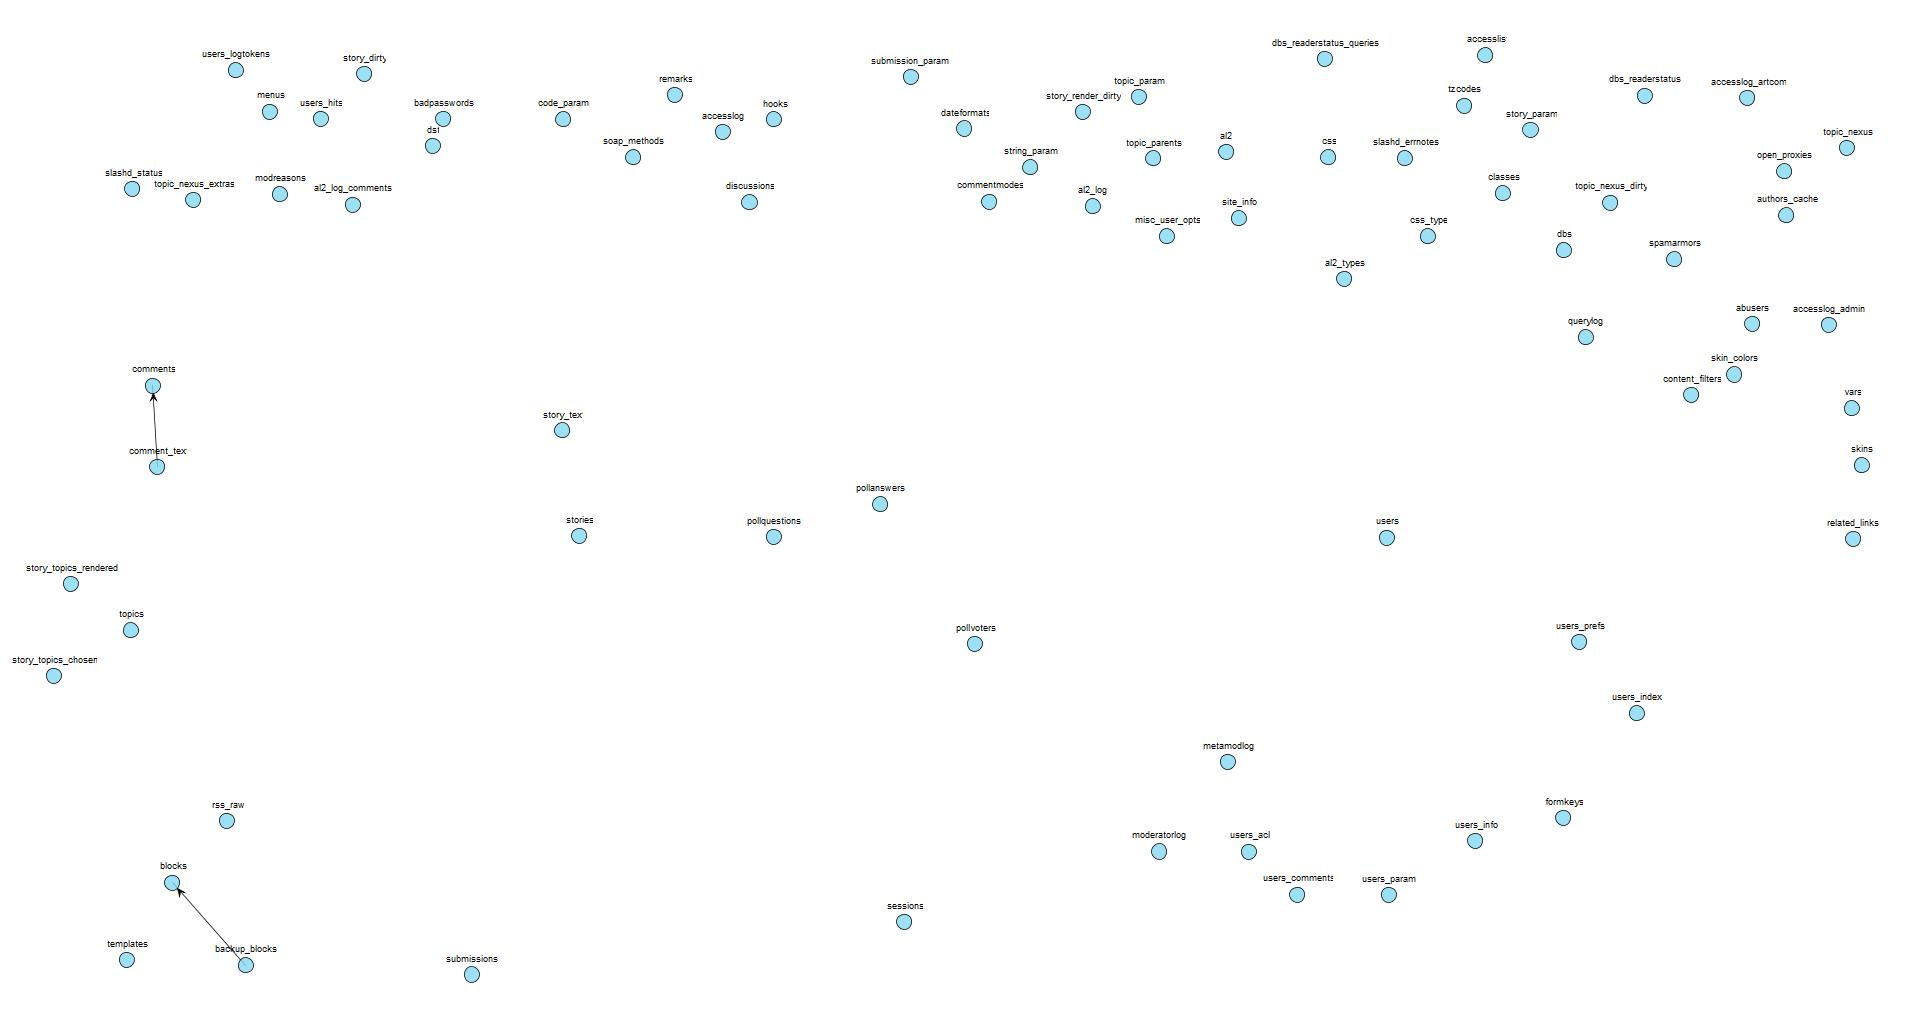 dbs_readerstatus_queries
accesslis
users_logtokens
story_dirty
submission_param
remarks
topic_param
dbs_readerstatus
accesslog_artcom
tzcodes
menus
users_hits
badpasswords
code_param
hooks
story_render_dirty
accesslog
dateformats
story_param
dst
topic_nexus
soap_methods
string_param
topic_parents
al2
css
slashd_errnotes
open_proxies
slashd_status
topic_nexus_extras
modreasons
al2_log_comments
discussions
commentmodes
al2_log
classes
topic_nexus_dirty
site_info
authors_cache
misc_user_opts
css_type
dbs
spamarmors
al2_types
abusers
accesslog_admin
querylog
skin_colors
comments
content_filters
vars
story_tex
comment_tex
skins
pollanswers
stories
pollquestions
users
related_links
story_topics_rendered
topics
pollvoters
users_prefs
story_topics_chosen
users_index
metamodlog
rss_raw
formkeys
moderatorlog
users_acl
users_info
blocks
users_comments
users_param
sessions
templates
backup_blocks
submissions